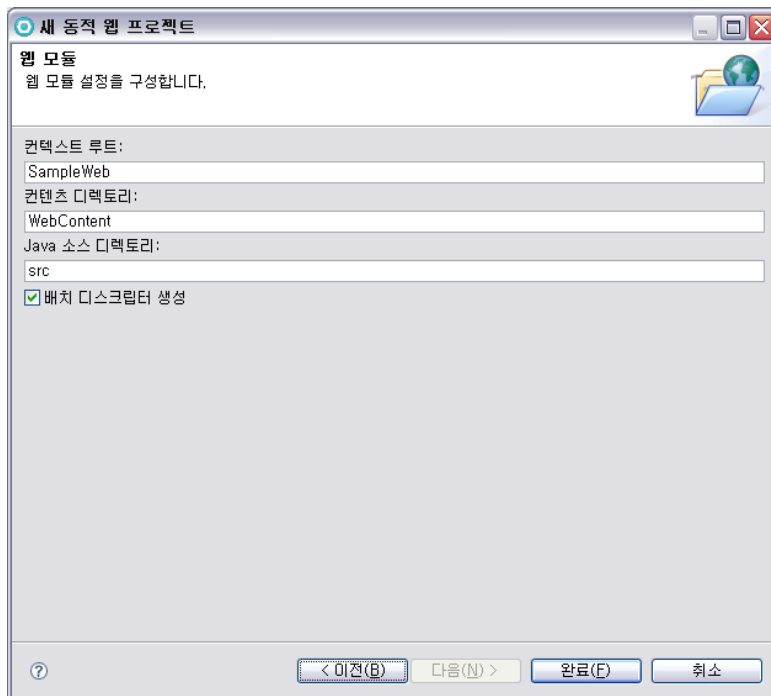 새 동적 웹 프로젝트
웹 모듈
웹 모듈 설정을 구성합니다.
컨텍스트 루트:
SampleWeb
컨텐츠 디렉토리:
WebContent
Java 소스 디렉토리:
src
배치 디스크립터 생성
? < 이전(B) 다음(N) > 완료(F) 취소